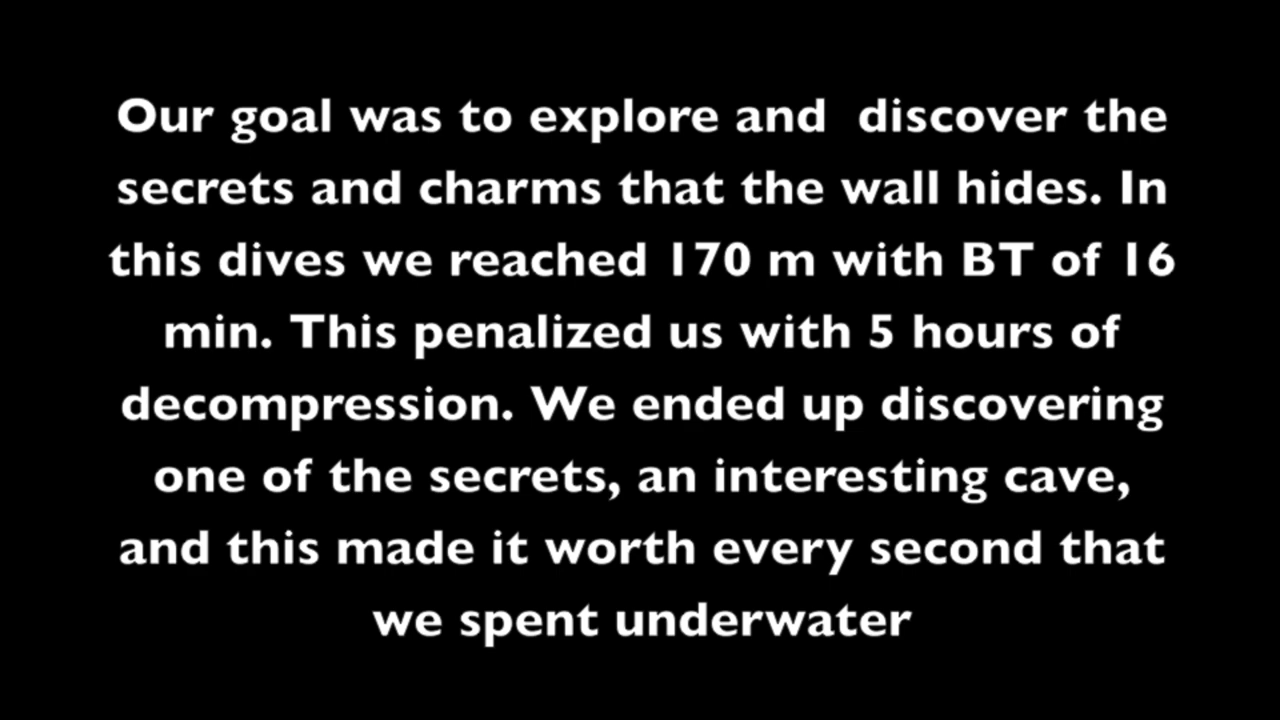 Our goal was to explore and  discover the
secrets and charms that the wall hides. In
this dives we reached 170 m with BT of 16
min. This penalized us with 5 hours of
decompression. We ended up discovering
one of the secrets, an interesting cave,
and this made it worth every second that
we spent underwater